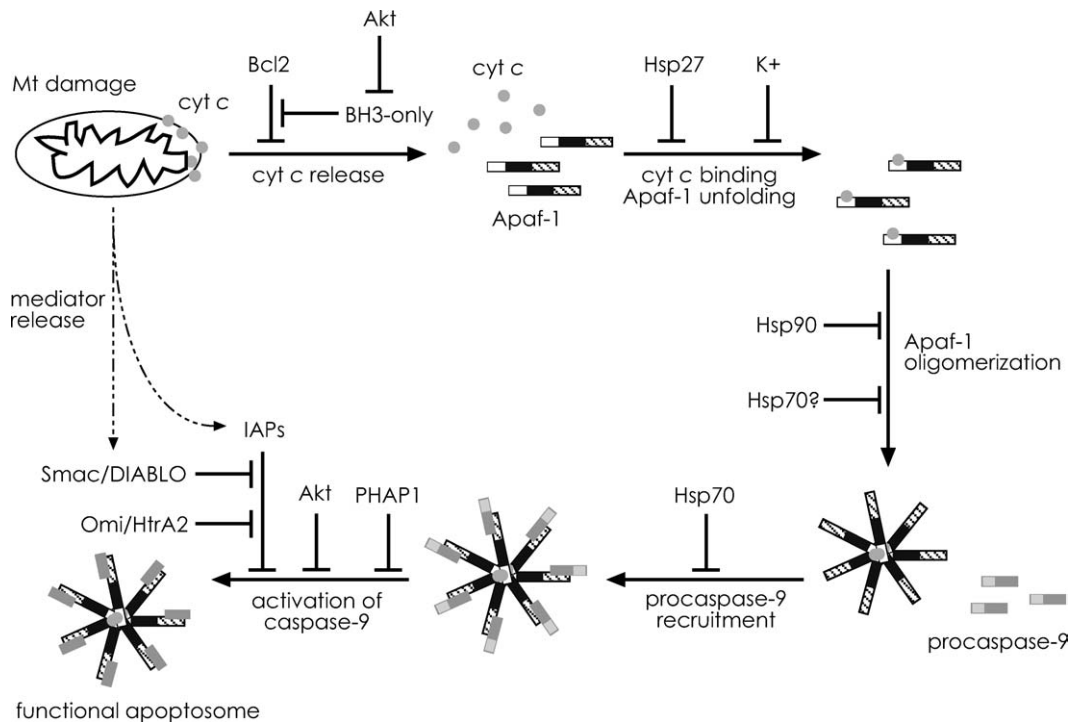 Akt
Bcl2
Mt damage
cyt c
BH3-only
cyt c
Hsp27
K+
cyt c release
Apaf-1
cyt c binding
Apaf-1 unfolding
mediator
release
Hsp90
Apaf-1
oligomerization
Hsp70?
IAPs
Smac/DIABLO
Akt
PHAP1
Hsp70
Omi/HtrA2
activation of
caspase-9
procaspase-9
recruitment
procaspase-9
functional apoptosome